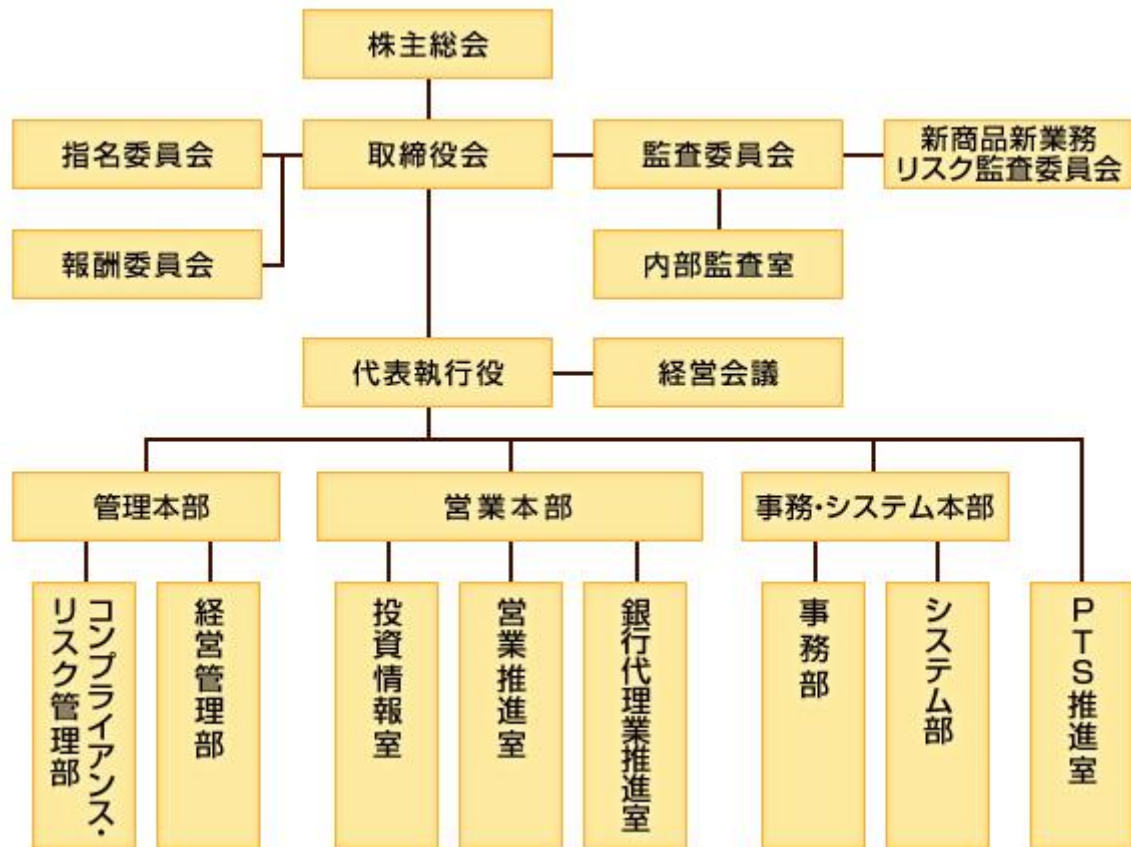 株主総会
指名委員会
取締役会
監査委員会
新商品新業務
リスク監査委員会
報酬委員会
内部監査室
代表執行役
経営会議
管理本部
営業本部
事務・システム本部
コンプライアンス・
リスク管理部
経営管理部
投資情報室
営業推進室
銀行代理業推進室
事務部
システム部
PTS推進室